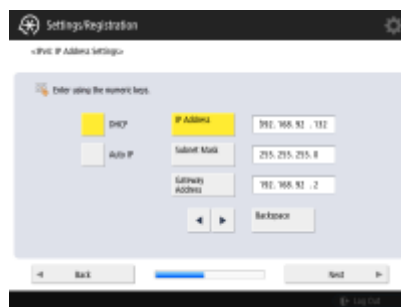 Settings/Registration
<IPv4: IP Address Settings>
Enter using the numeric keys.
DHCP
IP Address
192. 168. 92 . 132
Auto IP
Subnet Mask
255. 255. 255. 0
Gateway
Address
192. 168. 92 . 2
Backspace
Back
Next
Log Out